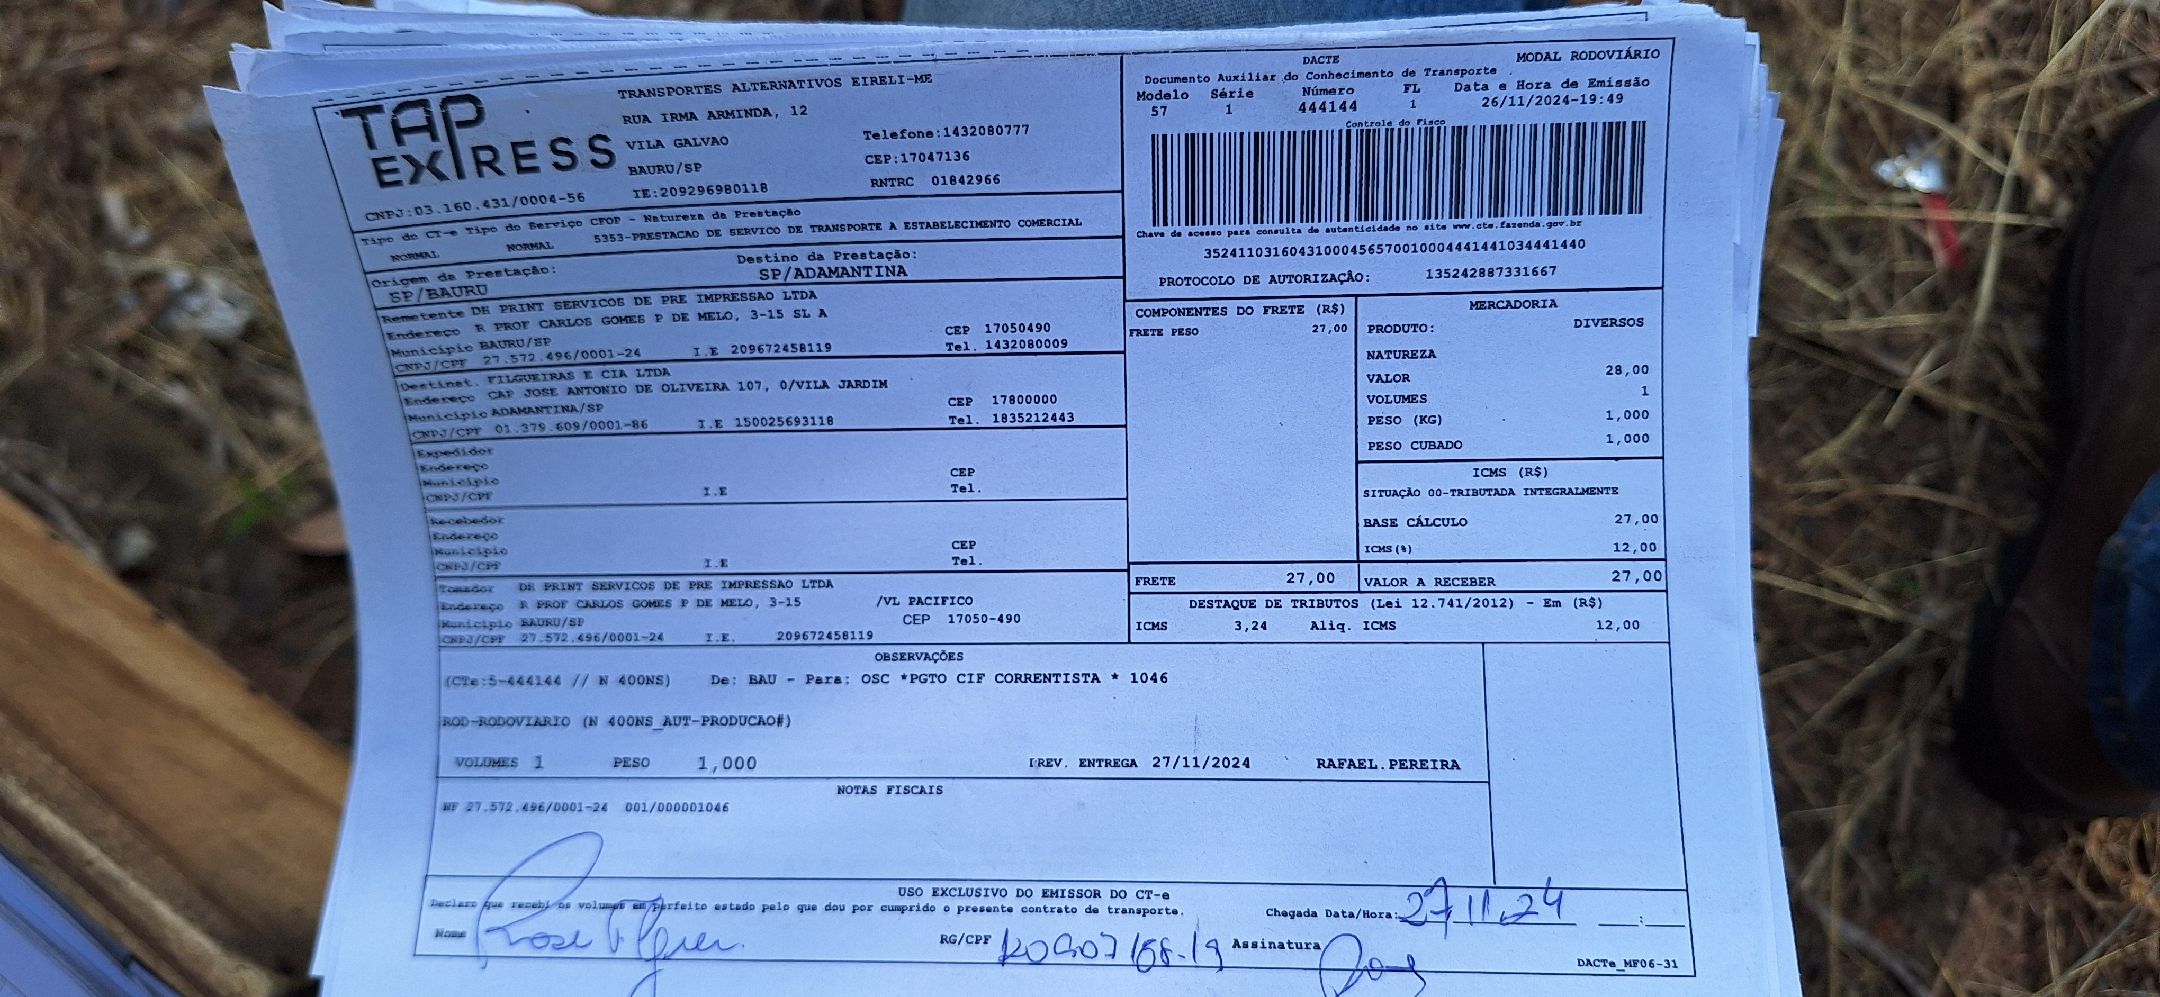 TAP EXPRESS
TRANSPORTES ALTERNATIVOS EIRELI-ME
RUA IRMA ARMINDA, 12
VILA GALVAO Telefone:1432080777
BAURU/SP CEP:17047136
CNPJ:03.160.431/0004-56 IE:209296980118 RNTRC 01842966
Tipo do CT-e Tipo do Serviço CFOP - Natureza da Prestação
NORMAL NORMAL 5353-PRESTACAO DE SERVICO DE TRANSPORTE A ESTABELECIMENTO COMERCIAL
Origem da Prestação: Destino da Prestação:
SP/BAURU SP/ADAMANTINA
DACTE MODAL RODOVIÁRIO
Documento Auxiliar do Conhecimento de Transporte
Modelo Série Número FL Data e Hora de Emissão
57 1 444144 1 26/11/2024-19:49
Controle do Fisco
Chave de acesso para consulta de autenticidade no site www.cte.fazenda.gov.br
35241103160431000456570010004441441034441440
PROTOCOLO DE AUTORIZAÇÃO: 135242887331667
Remetente DE PRINT SERVICOS DE PRE IMPRESSAO LTDA
Endereço R PROF CARLOS GOMES P DE MELO, 3-15 SL A
Município BAURU/SP CEP 17050490
CNPJ/CPF 27.572.496/0001-24 I.E 209672458119 Tel. 1432080009
Destinat. FILGUEIRAS E CIA LTDA
Endereço CAP JOSE ANTONIO DE OLIVEIRA 107, 0/VILA JARDIM
Município ADAMANTINA/SP CEP 17800000
CNPJ/CPF 01.379.609/0001-86 I.E 150025693118 Tel. 1835212443
Expedidor
Endereço
Município CEP
CNPJ/CPF I.E Tel.
Recebedor
Endereço
Município CEP
CNPJ/CPF I.E Tel.
Tomador DE PRINT SERVICOS DE PRE IMPRESSAO LTDA
Endereço R PROF CARLOS GOMES P DE MELO, 3-15 /VL PACIFICO
Município BAURU/SP CEP 17050-490
CNPJ/CPF 27.572.496/0001-24 I.E. 209672458119
COMPONENTES DO FRETE (R$)
FRETE PESO 27,00
MERCADORIA
PRODUTO: DIVERSOS
NATUREZA
VALOR 28,00
VOLUMES 1
PESO (KG) 1,000
PESO CUBADO 1,000
ICMS (R$)
SITUAÇÃO 00-TRIBUTADA INTEGRALMENTE
BASE CÁLCULO 27,00
ICMS(%) 12,00
FRETE 27,00 VALOR A RECEBER 27,00
DESTAQUE DE TRIBUTOS (Lei 12.741/2012) - Em (R$)
ICMS 3,24 Aliq. ICMS 12,00
OBSERVAÇÕES
(CTe:5-444144 // N 400NS) De: BAU - Para: OSC *PGTO CIF CORRENTISTA * 1046
ROD-RODOVIARIO (N 400NS_AUT-PRODUCAO#)
VOLUMES 1 PESO 1,000 PREV. ENTREGA 27/11/2024 RAFAEL.PEREIRA
NOTAS FISCAIS
NF 27.572.496/0001-24 001/000001046
USO EXCLUSIVO DO EMISSOR DO CT-e
Declaro que recebi os volumes em perfeito estado pelo que dou por cumprido o presente contrato de transporte.
Chegada Data/Hora: 27.11.24 __:__
Nome Rose RG/CPF Assinatura
DACTe_MF06-31